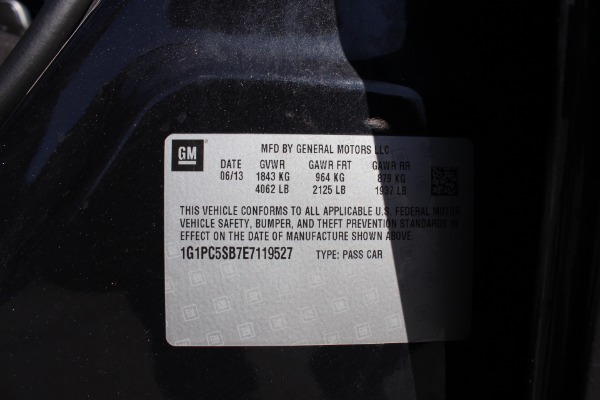 GM
MFD BY GENERAL MOTORS LLC
DATE GVWR GAWR FRT GAWR RR
06/13 1843 KG 964 KG 879 KG
4062 LB 2125 LB 1937 LB
THIS VEHICLE CONFORMS TO ALL APPLICABLE U.S. FEDERAL MOTOR
VEHICLE SAFETY, BUMPER, AND THEFT PREVENTION STANDARDS IN
EFFECT ON THE DATE OF MANUFACTURE SHOWN ABOVE.
1G1PC5SB7E7119527 TYPE: PASS CAR